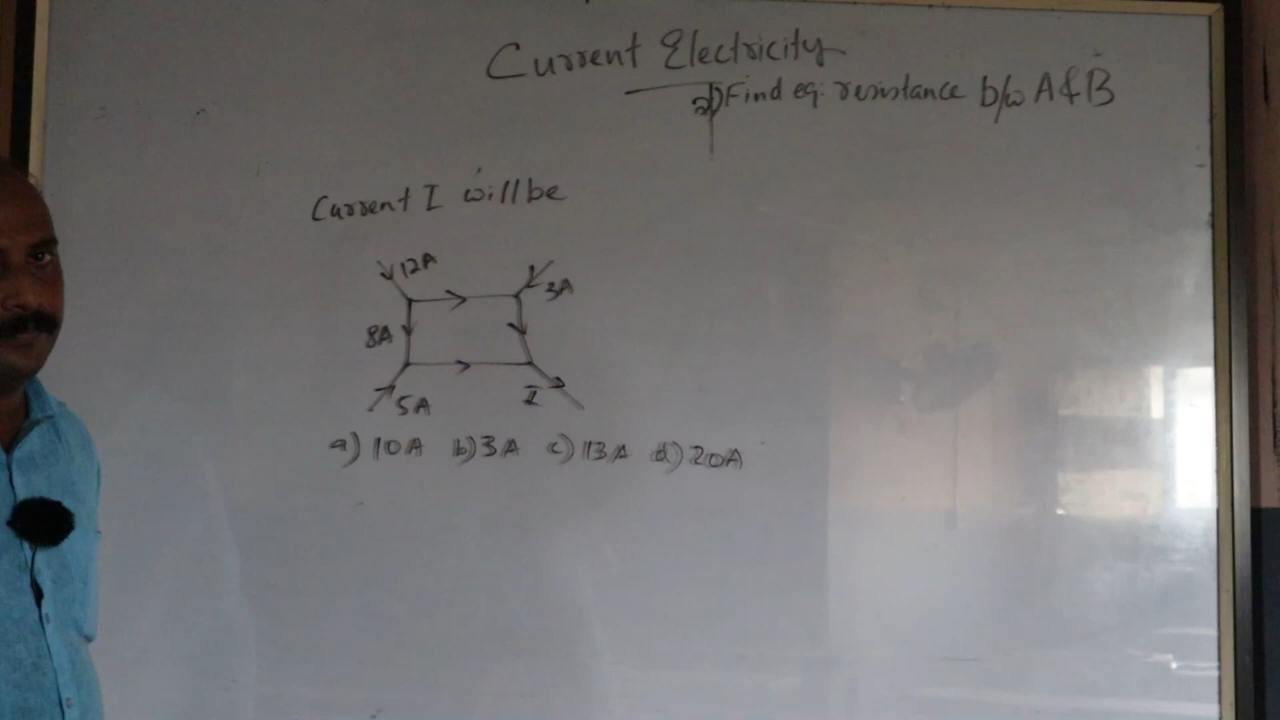 Current Electricity
2) Find eq. resistance b/w A & B
Current I will be
12A
3A
8A
5A
I
a) 10A b) 3A c) 13A d) 20A